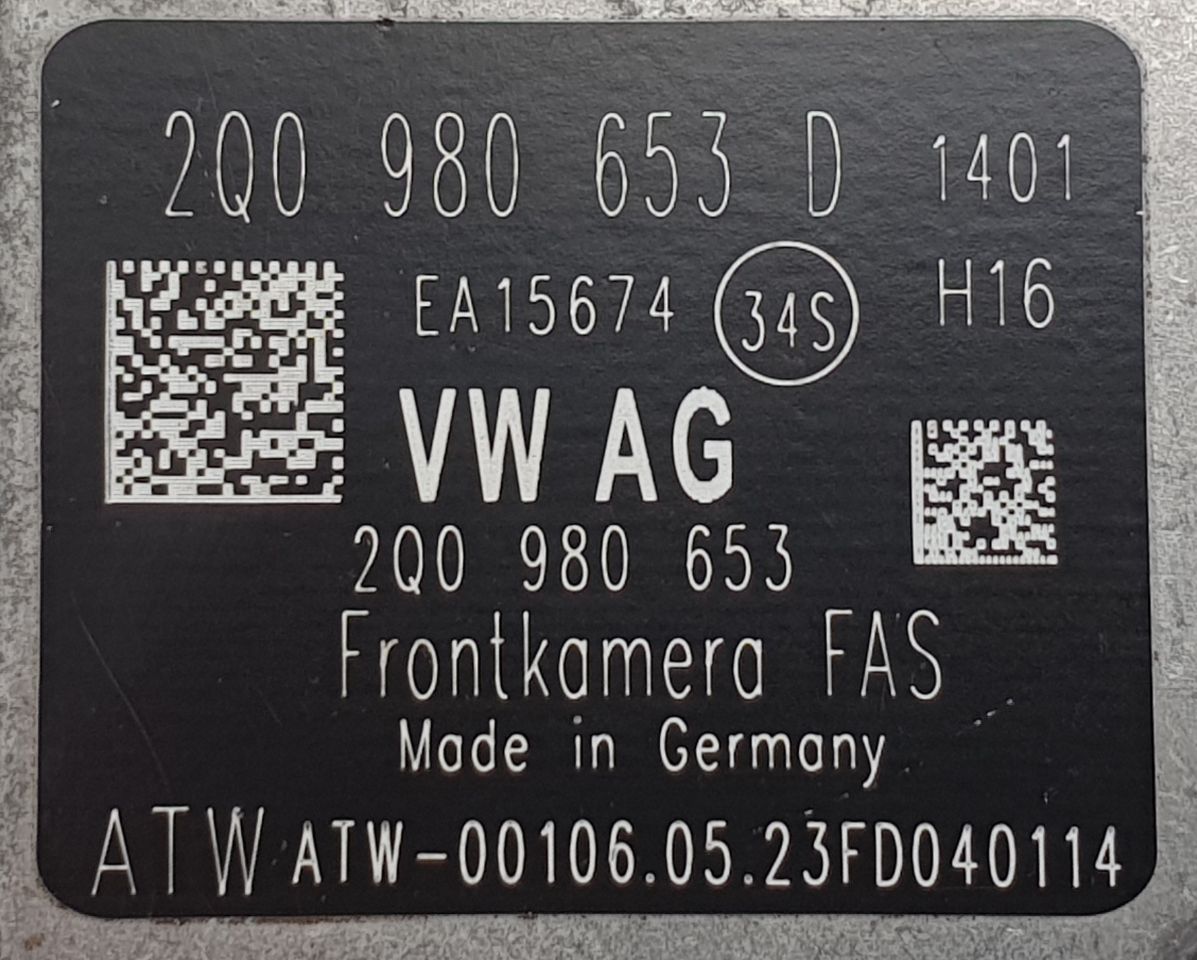 2Q0 980 653 D 1401
EA15674 34S H16
VW AG
2Q0 980 653
Frontkamera FAS
Made in Germany
ATW ATW-00106.05.23FD040114